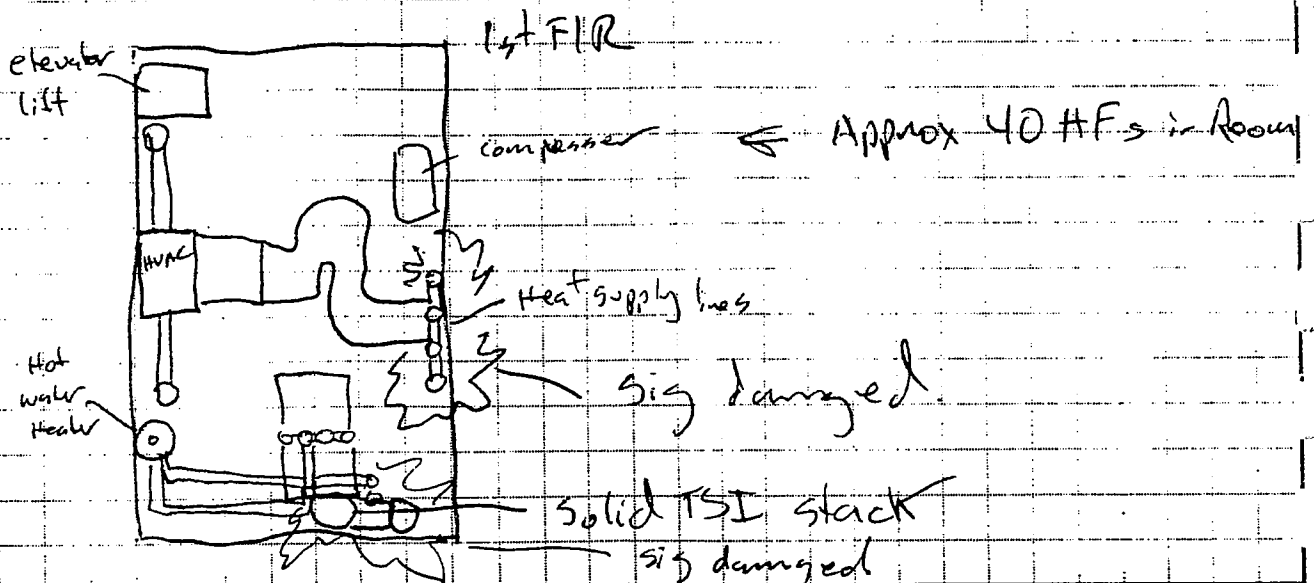 1st FlR
elevator
lift
compresser
← Approx 40 HFs in Room
HVAC
Heat supply lines
Hot
water
Heater
sig damaged.
Solid TSI stack
sig damaged